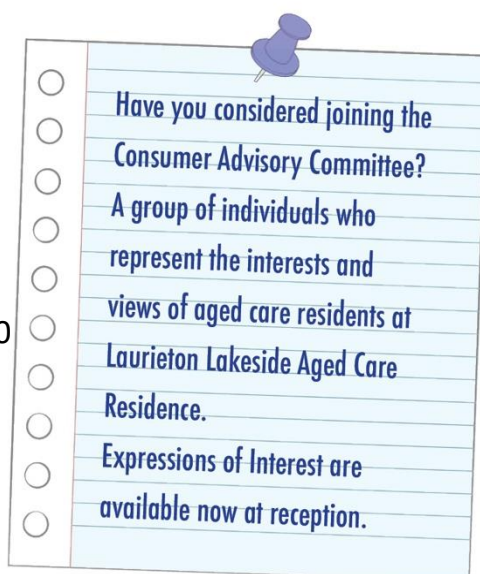 Have you considered joining the
Consumer Advisory Committee?
A group of individuals who
represent the interests and
views of aged care residents at
0
Laurieton Lakeside Aged Care
Residence.
Expressions of Interest are
available now at reception.